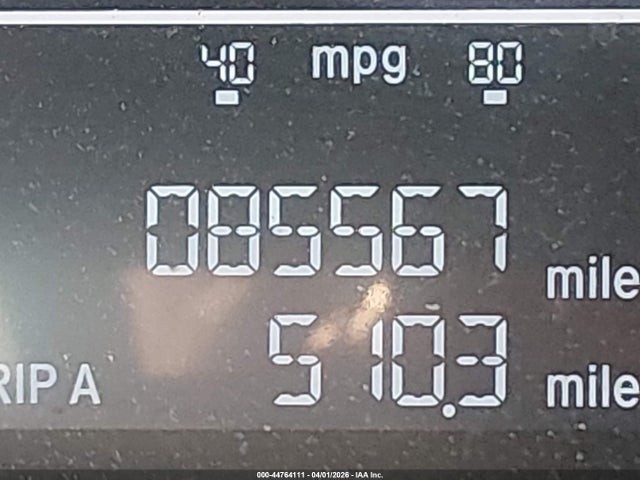 40 mpg 80
085567 mile
RIP A 510.3 mile
000-44764111 - 04/01/2026 - IAA Inc.